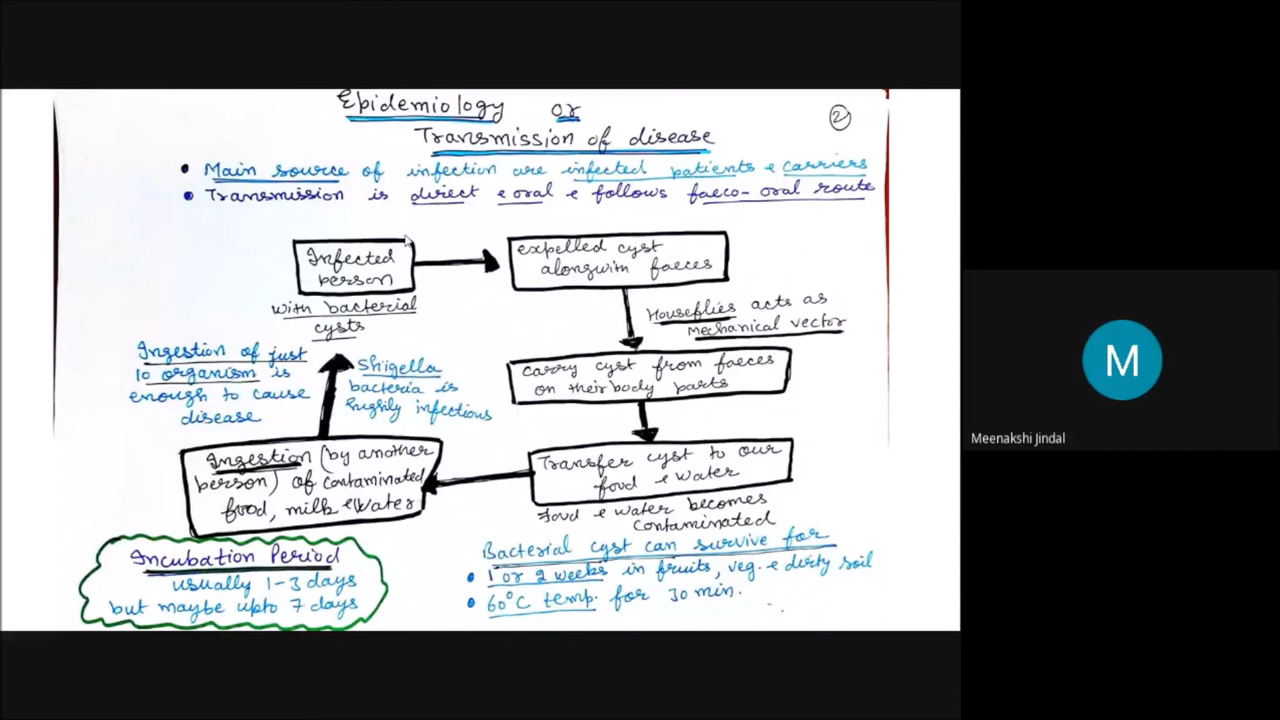 Epidemiology or
②
Transmission of disease
• Main source of infection are infected patients & carriers
• Transmission is direct & oral & follows faeco-oral route
Infected
person
with bacterial
cysts
expelled cyst
alongwith faeces
Houseflies acts as
Mechanical vector
carry cyst from faeces
on their body parts
Transfer cyst to our
food & water
Food & water becomes
contaminated
Ingestion (by another
person) of contaminated
food, milk & water
Ingestion of just
10 organism is
enough to cause
disease
Shigella
bacteria is
highly infectious
Incubation Period
usually 1-3 days
but maybe upto 7 days
Bacterial cyst can survive for
• 1 or 2 weeks in fruits, veg. & dirty soil
• 60°C temp. for 30 min.
M
Meenakshi Jindal